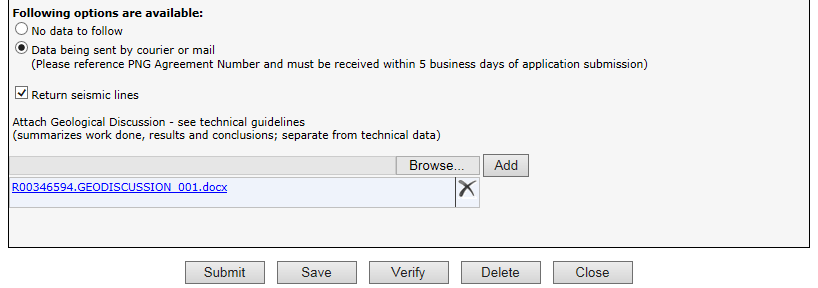 Following options are available:
No data to follow
Data being sent by courier or mail
(Please reference PNG Agreement Number and must be received within 5 business days of application submission)
Return seismic lines
Attach Geological Discussion - see technical guidelines
(summarizes work done, results and conclusions; separate from technical data)
Browse... Add
R00346594.GEODISCUSSION_001.docx
Submit Save Verify Delete Close